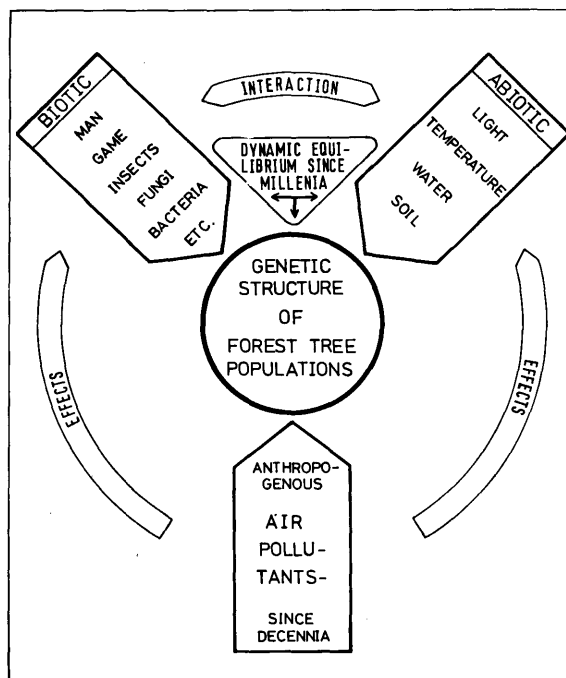 INTERACTION
BIOTIC
MAN
GAME
INSECTS
FUNGI
BACTERIA
ETC.
DYNAMIC EQUI-
LIBRIUM SINCE
MILLENIA
ABIOTIC
LIGHT
TEMPERATURE
WATER
SOIL
GENETIC
STRUCTURE
OF
FOREST TREE
POPULATIONS
EFFECTS
EFFECTS
ANTHROPO-
GENOUS
AIR
POLLU-
TANTS-
SINCE
DECENNIA